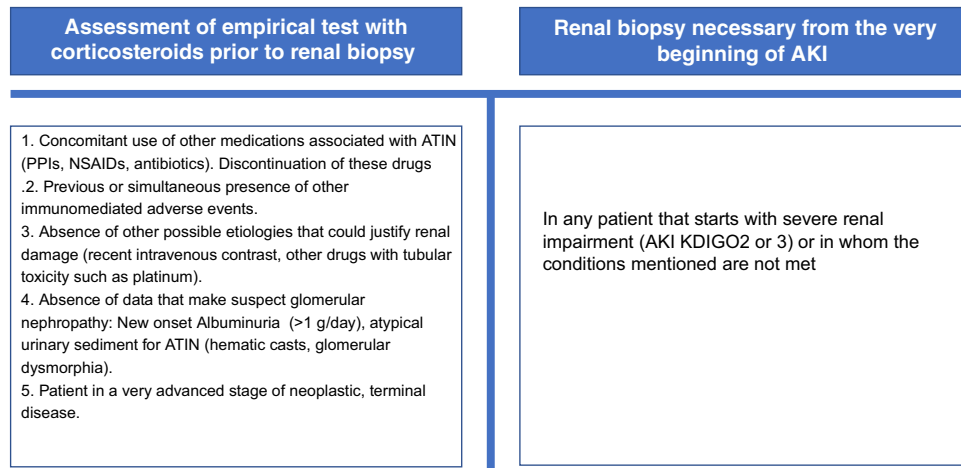 Assessment of empirical test with
corticosteroids prior to renal biopsy
Renal biopsy necessary from the very
beginning of AKI
1. Concomitant use of other medications associated with ATIN
(PPIs, NSAIDs, antibiotics). Discontinuation of these drugs
.2. Previous or simultaneous presence of other
immunomediated adverse events.
3. Absence of other possible etiologies that could justify renal
damage (recent intravenous contrast, other drugs with tubular
toxicity such as platinum).
4. Absence of data that make suspect glomerular
nephropathy: New onset Albuminuria (>1 g/day), atypical
urinary sediment for ATIN (hematic casts, glomerular
dysmorphia).
5. Patient in a very advanced stage of neoplastic, terminal
disease.
In any patient that starts with severe renal
impairment (AKI KDIGO2 or 3) or in whom the
conditions mentioned are not met